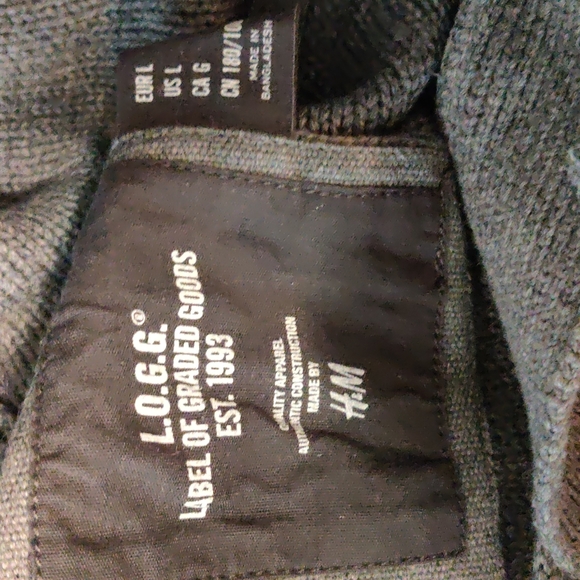 EUR L
US L
CA G
CN 180/10
MADE IN
BANGLADESH
L.O.G.G.®
LABEL OF GRADED GOODS
EST. 1993
QUALITY APPAREL
AUTHENTIC CONSTRUCTION
MADE BY
H&M